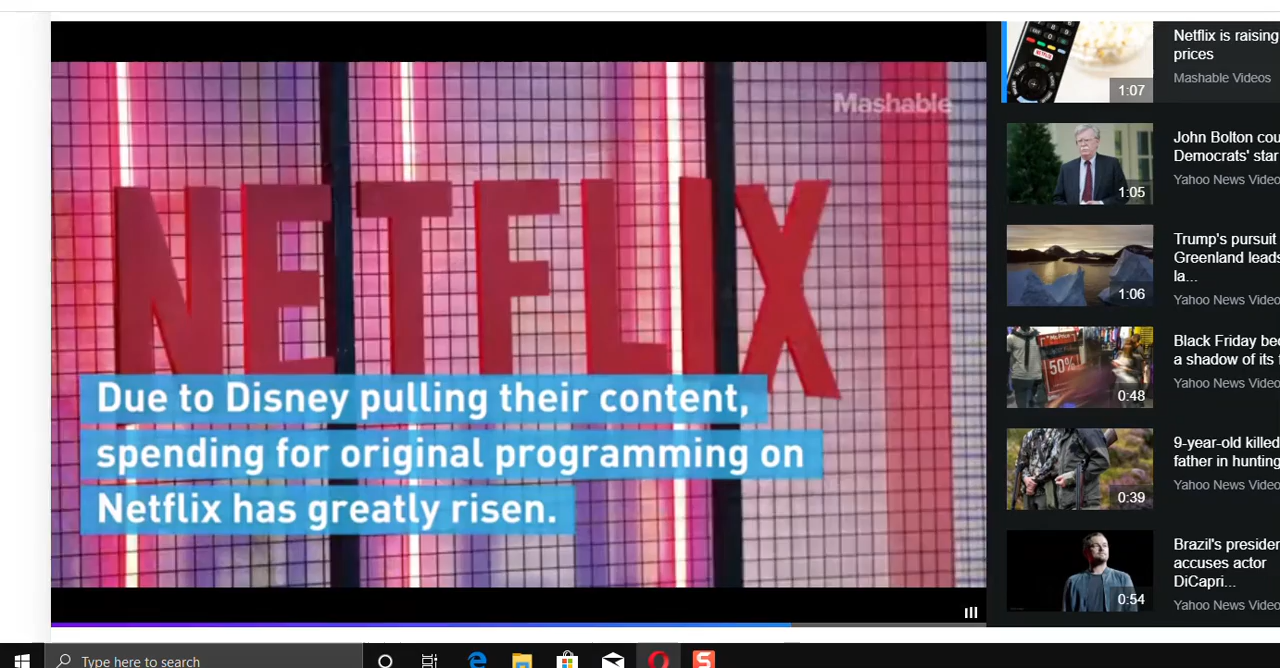 Mashable
NETFLIX
Due to Disney pulling their content,
spending for original programming on
Netflix has greatly risen.
Netflix is raising
prices
Mashable Videos
1:07
John Bolton cou
Democrats' star
Yahoo News Video
1:05
Trump's pursuit
Greenland leads
la...
Yahoo News Video
1:06
Black Friday bec
a shadow of its f
Yahoo News Video
50%
0:48
9-year-old killed
father in hunting
Yahoo News Video
0:39
Brazil's presiden
accuses actor
DiCapri...
Yahoo News Video
0:54
Type here to search